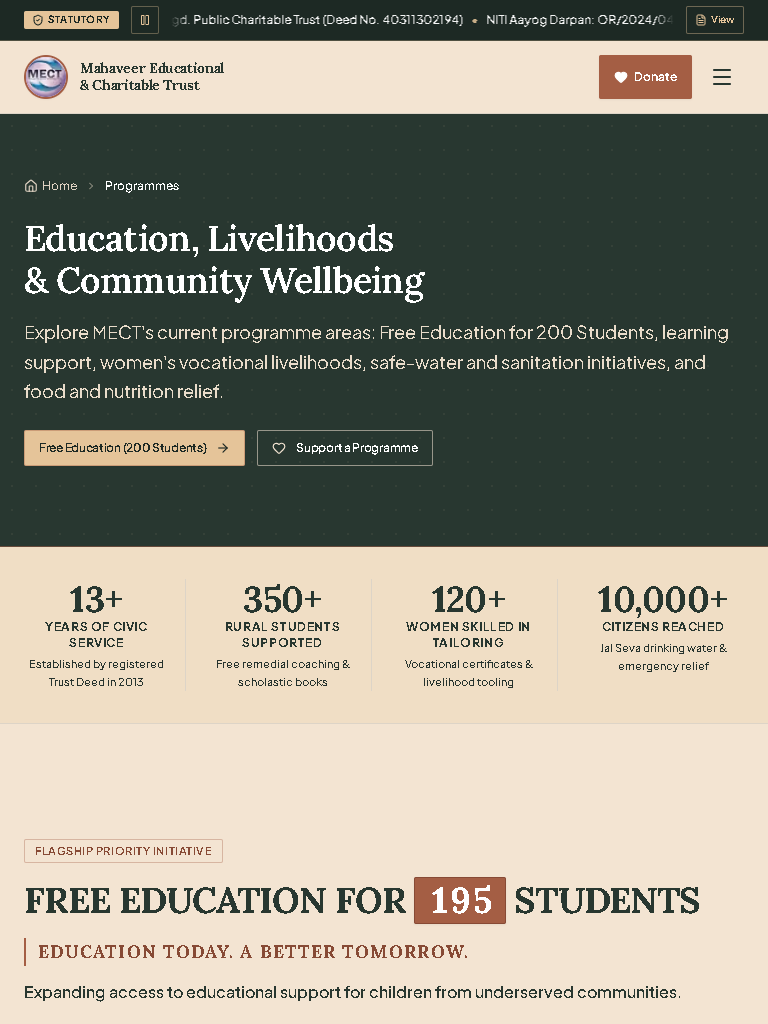 STATUTORY
gd. Public Charitable Trust (Deed No. 40311302194) • NITI Aayog Darpan: OR/2024/04
View
MECT
Mahaveer Educational
& Charitable Trust
Donate
Home > Programmes
Education, Livelihoods
& Community Wellbeing
Explore MECT's current programme areas: Free Education for 200 Students, learning
support, women's vocational livelihoods, safe-water and sanitation initiatives, and
food and nutrition relief.
Free Education (200 Students) →
Support a Programme
13+
YEARS OF CIVIC
SERVICE
Established by registered
Trust Deed in 2013
350+
RURAL STUDENTS
SUPPORTED
Free remedial coaching &
scholastic books
120+
WOMEN SKILLED IN
TAILORING
Vocational certificates &
livelihood tooling
10,000+
CITIZENS REACHED
Jal Seva drinking water &
emergency relief
FLAGSHIP PRIORITY INITIATIVE
FREE EDUCATION FOR 195 STUDENTS
EDUCATION TODAY. A BETTER TOMORROW.
Expanding access to educational support for children from underserved communities.